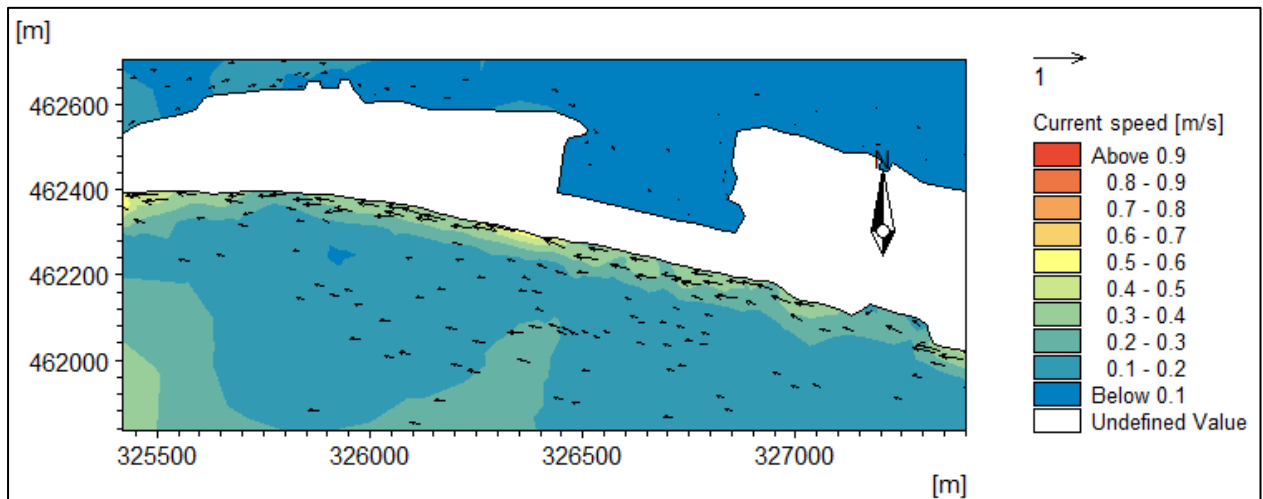 [m]
462600
462400
462200
462000
325500
326000
326500
327000
[m]
N
1
Current speed [m/s]
Above 0.9
0.8 - 0.9
0.7 - 0.8
0.6 - 0.7
0.5 - 0.6
0.4 - 0.5
0.3 - 0.4
0.2 - 0.3
0.1 - 0.2
Below 0.1
Undefined Value